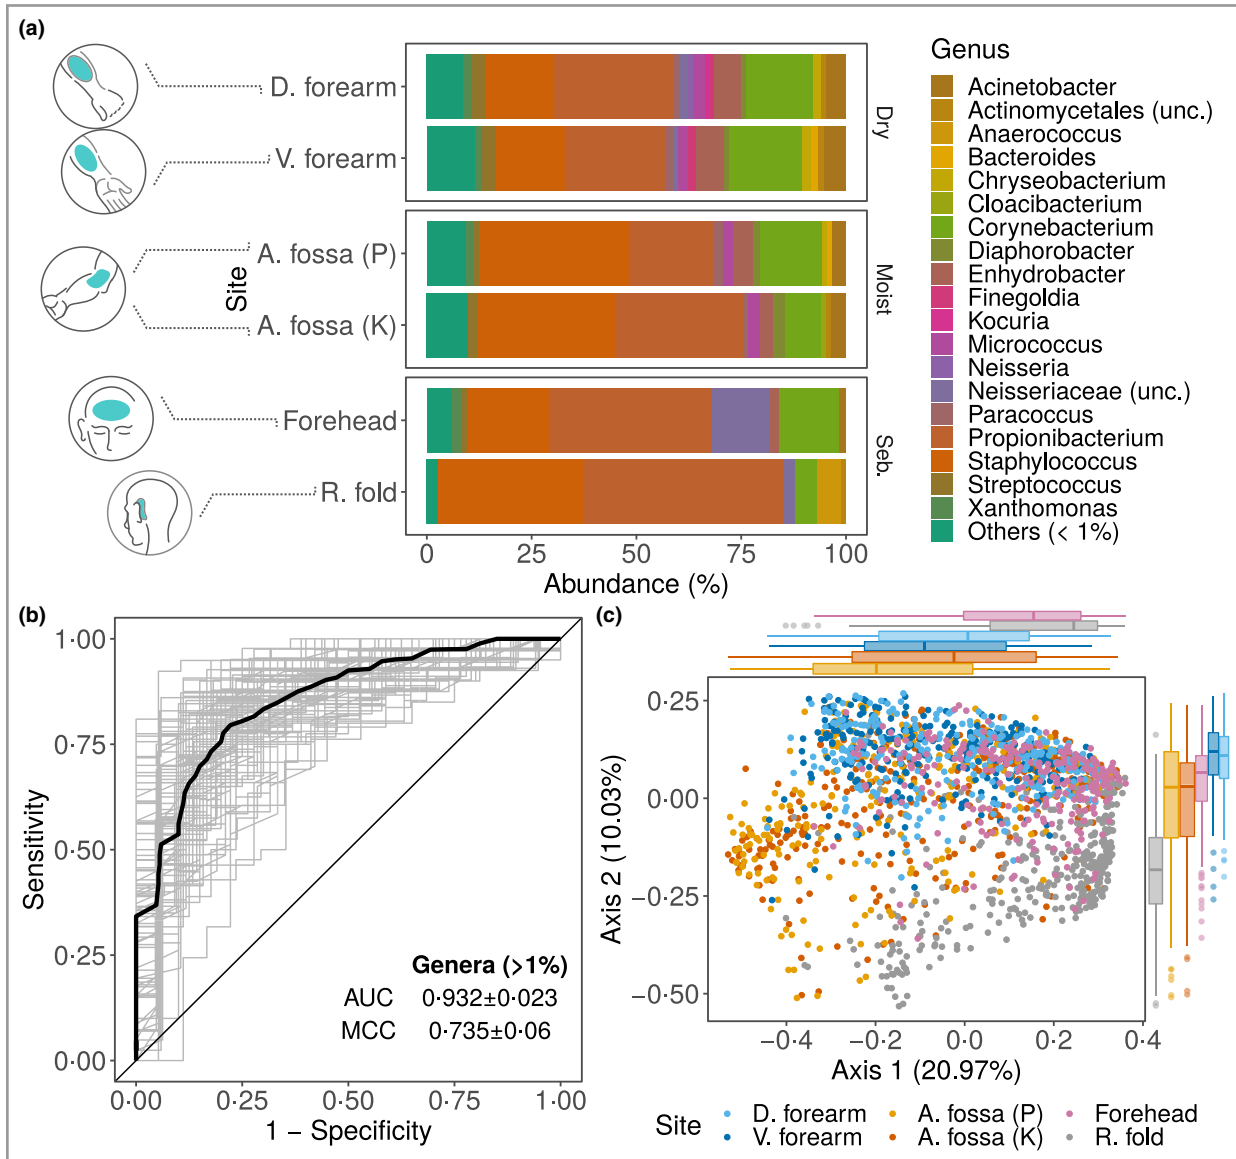 (a)
D. forearm
V. forearm
A. fossa (P)
A. fossa (K)
Forehead
R. fold
Site
Dry
Moist
Seb.
0 25 50 75 100
Abundance (%)
Genus
Acinetobacter
Actinomycetales (unc.)
Anaerococcus
Bacteroides
Chryseobacterium
Cloacibacterium
Corynebacterium
Diaphorobacter
Enhydrobacter
Finegoldia
Kocuria
Micrococcus
Neisseria
Neisseriaceae (unc.)
Paracoccus
Propionibacterium
Staphylococcus
Streptococcus
Xanthomonas
Others (< 1%)
(b)
1·00
0·75
0·50
0·25
0·00
Sensitivity
Genera (>1%)
AUC 0·932±0·023
MCC 0·735±0·06
0·00 0·25 0·50 0·75 1·00
1 − Specificity
(c)
0·25
0·00
−0·25
−0·50
Axis 2 (10.03%)
−0·4 −0·2 0·0 0·2 0·4
Axis 1 (20.97%)
Site
D. forearm A. fossa (P) Forehead
V. forearm A. fossa (K) R. fold